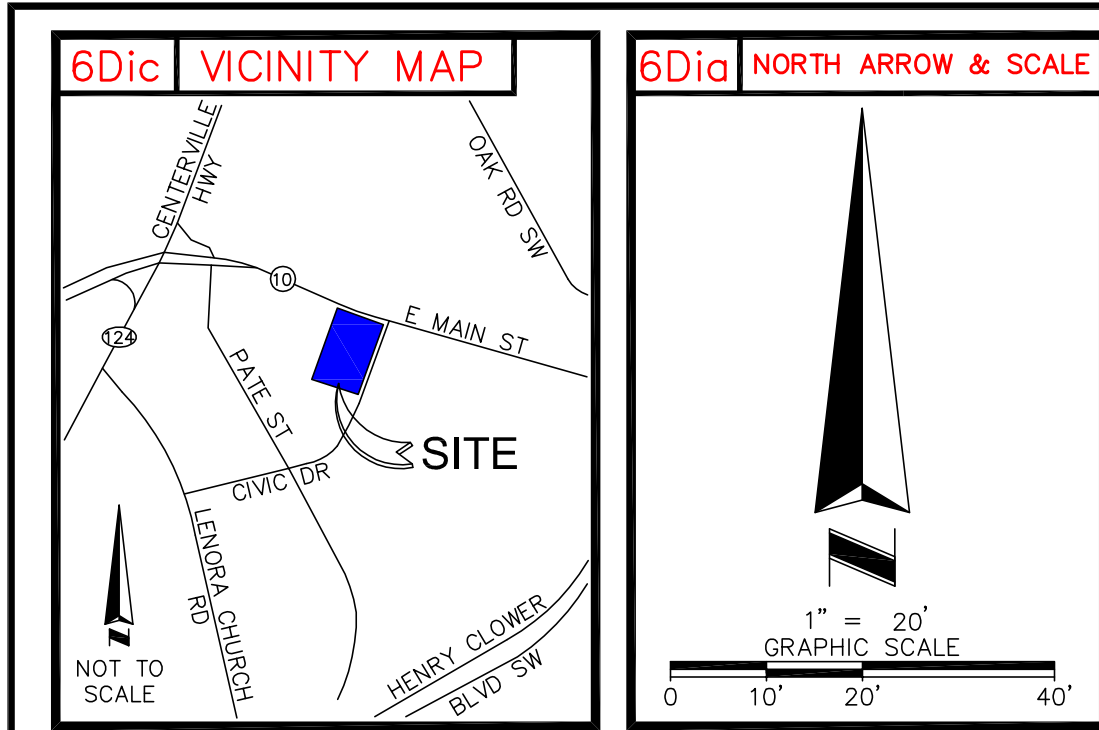 6Dic VICINITY MAP
CENTERVILLE
HWY
OAK RD SW
10
E MAIN ST
124
PATE ST
SITE
CIVIC DR
LENORA CHURCH
RD
HENRY CLOWER
BLVD SW
N
NOT TO
SCALE
6Dia NORTH ARROW & SCALE
N
1" = 20'
GRAPHIC SCALE
0 10' 20' 40'